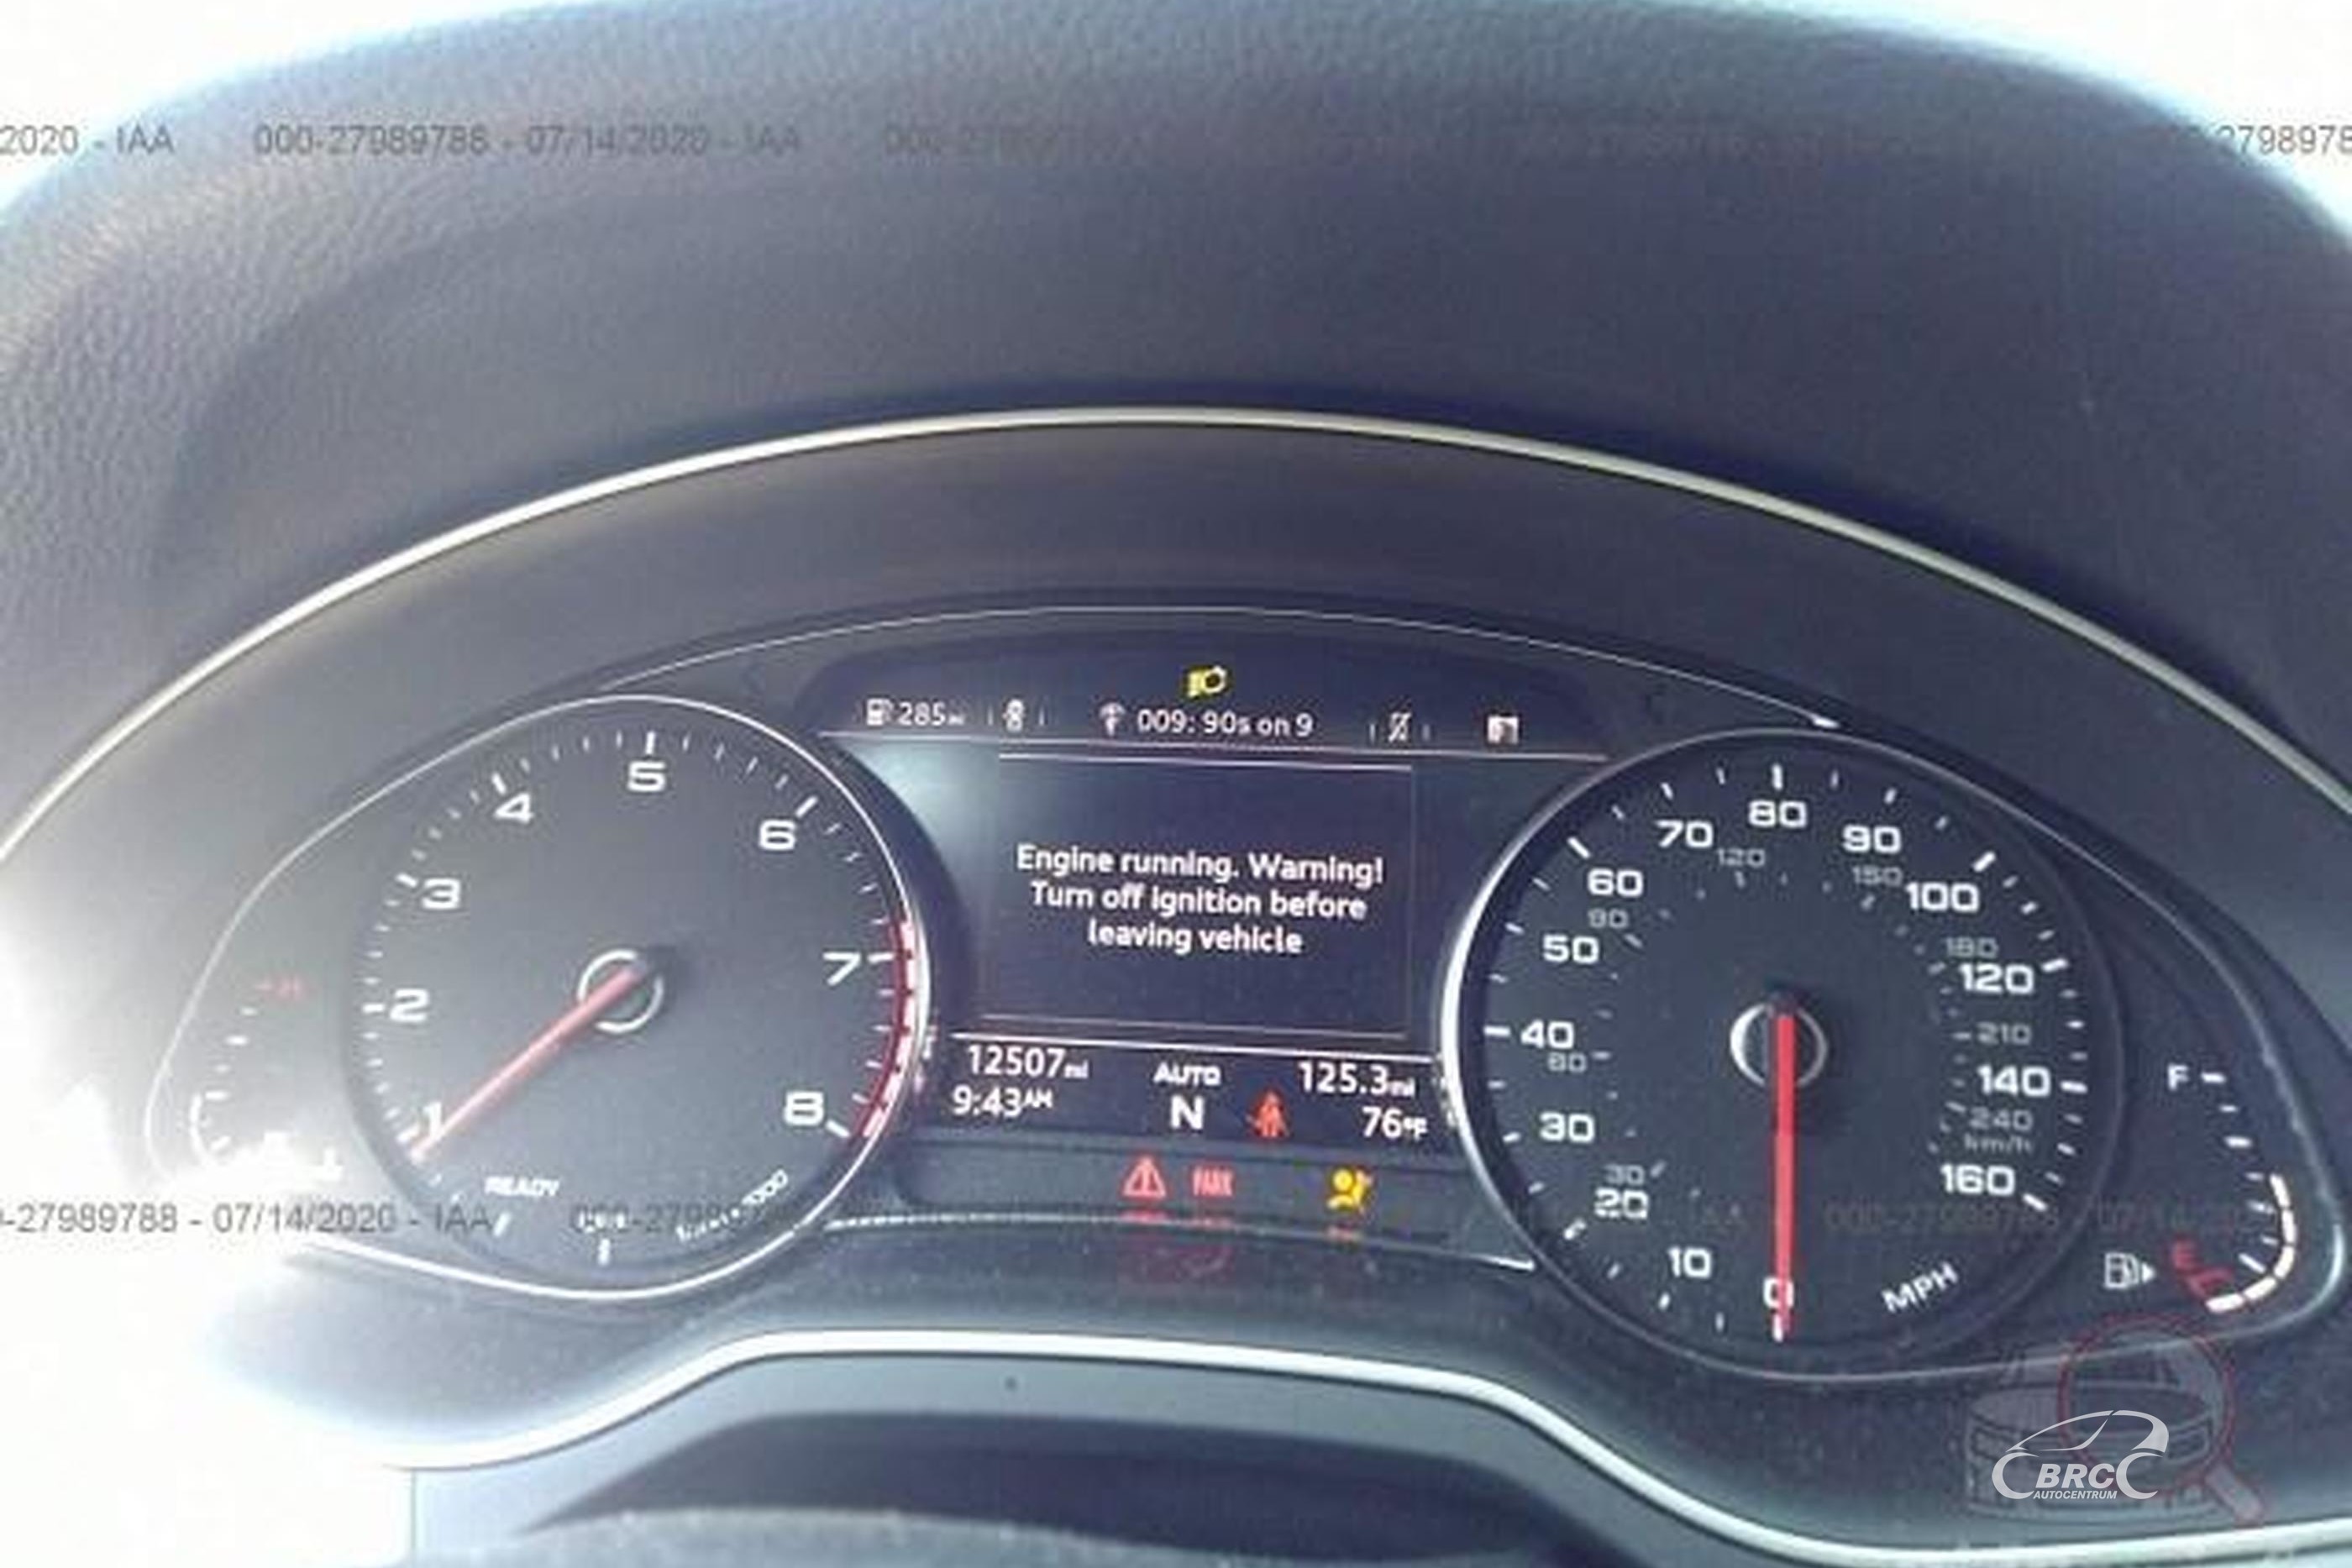 2020 - IAA 000-27989788 - 07/14/2020 - IAA
285mi 009: 90s on 9
Engine running. Warning!
Turn off ignition before
leaving vehicle
12507mi AUTO 125.3mi
9:43AM N 76°F
PARK
1
2
3
4
5
6
7
8
READY
0
10
20
30
40
50
60
70
80
90
100
120
140
160
MPH
30
60
90
120
150
180
210
240
km/h
F
E
-27989788 - 07/14/2020 - IAA
BRC
AUTOCENTRUM